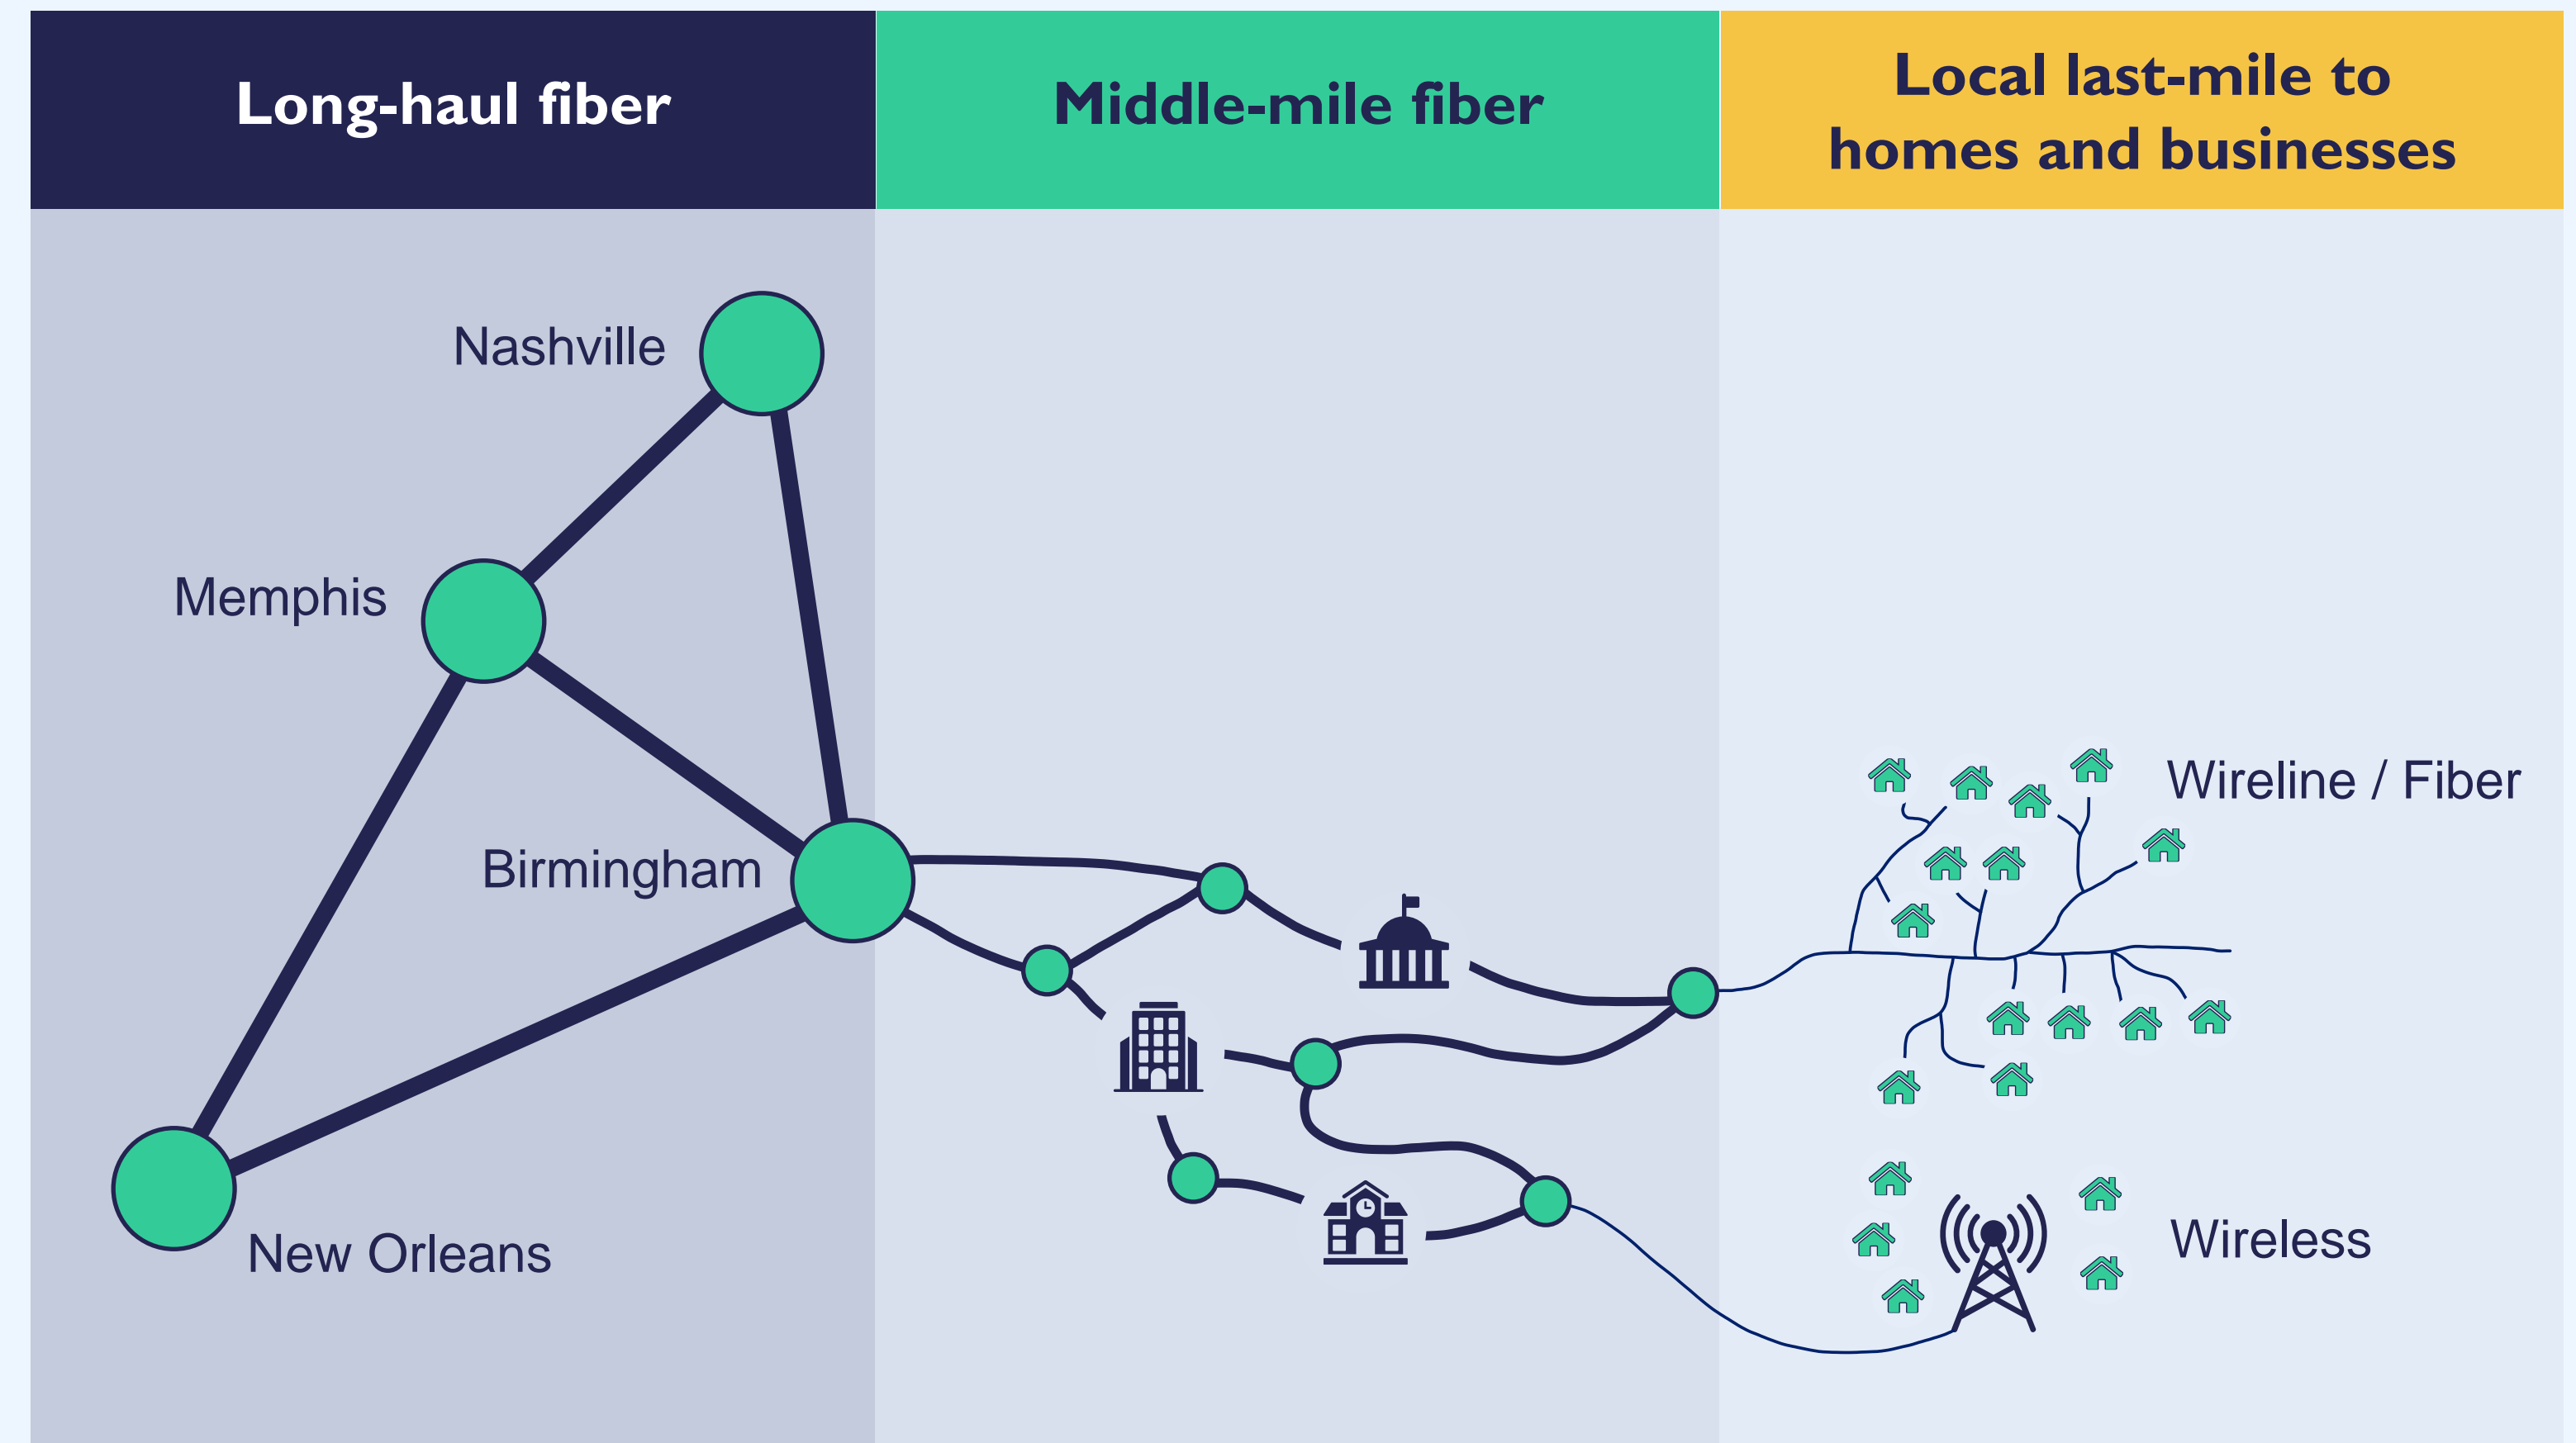 Long-haul fiber
Middle-mile fiber
Local last-mile to
homes and businesses
Nashville
Memphis
Birmingham
New Orleans
Wireline / Fiber
Wireless